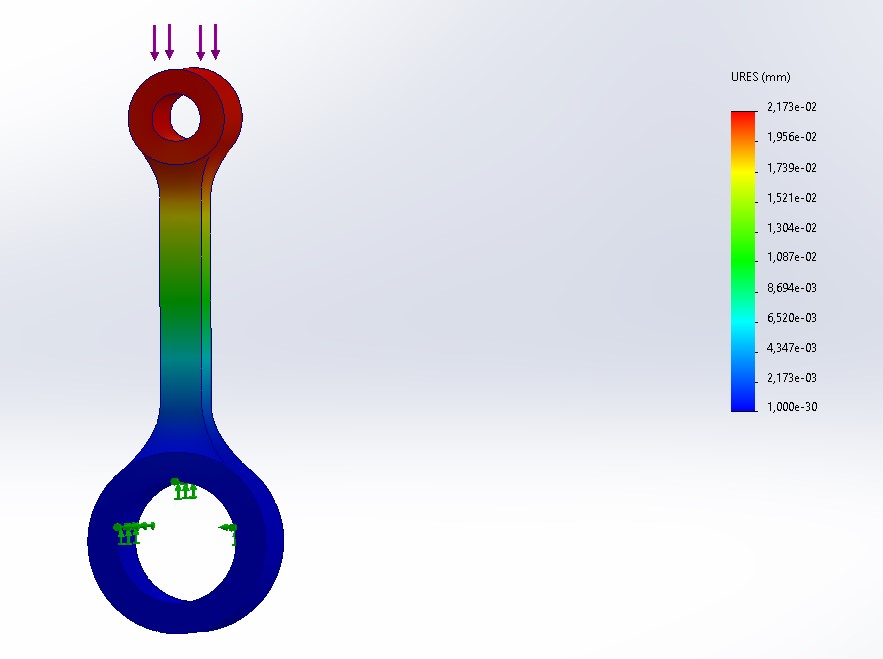 URES (mm)
2,173e-02
1,956e-02
1,739e-02
1,521e-02
1,304e-02
1,087e-02
8,694e-03
6,520e-03
4,347e-03
2,173e-03
1,000e-30